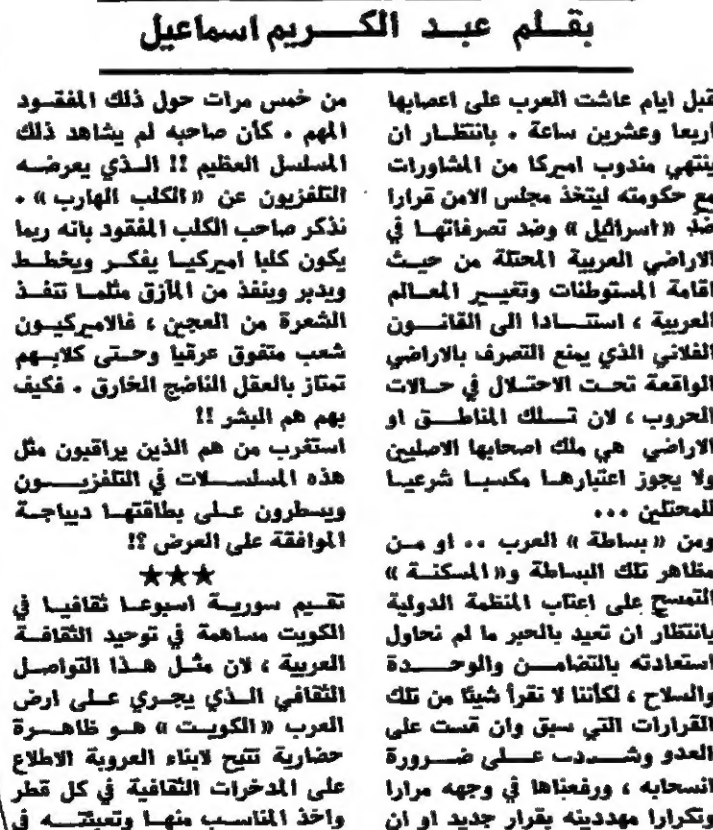 بقلم عبد الكريم اسماعيل
قبل ايام عاشت العرب على اعصابها
اربعا وعشرين ساعة . بانتظار ان
ينتهي مندوب اميركا من المشاورات
مع حكومته ليتخذ مجلس الامن قرارا
ضد «اسرائيل» وضد تصرفاتها في
الاراضي العربية المحتلة من حيث
اقامة المستوطنات وتغيير المعالم
العربية ، استنادا الى القانون
الفلاني الذي يمنع التصرف بالاراضي
الواقعة تحت الاحتلال في حالات
الحروب ، لان تلك المناطق او
الاراضي هي ملك اصحابها الاصليين
ولا يجوز اعتبارها مكسبا شرعيا
للمحتلين ...
ومن «بساطة» العرب .. او من
مظاهر تلك البساطة و«المسكنة»
التمسح على اعتاب المنظمة الدولية
بانتظار ان تعيد بالحبر ما لم نحاول
استعادته بالتضامن والوحدة
والسلاح ، لكأننا لا نقرأ شيئا من تلك
القرارات التي سبق وان قست على
العدو وشددت على ضرورة
انسحابه ، ورفعناها في وجهه مرارا
وتكرارا مهددينه بقرار جديد او ان
من خمس مرات حول ذلك المفقود
المهم . كأن صاحبه لم يشاهد ذلك
المسلسل العظيم !! الذي يعرضه
التلفزيون عن «الكلب الهارب» .
نذكر صاحب الكلب المفقود بانه ربما
يكون كلبا اميركيا يفكر ويخطط
ويدبر وينفذ من المآزق مثلما تنفذ
الشعرة من العجين ، فالاميركيون
شعب متفوق عرقيا وحتى كلابهم
تمتاز بالعقل الناضج الخارق . فكيف
بهم هم البشر !!
استغرب من هم الذين يراقبون مثل
هذه المسلسلات في التلفزيون
ويسطرون على بطاقتها ديباجة
الموافقة على العرض ؟!
★★★
تقيم سورية اسبوعا ثقافيا في
الكويت مساهمة في توحيد الثقافة
العربية ، لان مثل هذا التواصل
الثقافي الذي يجري على ارض
العرب «الكويت» هو ظاهرة
حضارية تتيح لابناء العروبة الاطلاع
على المدخرات الثقافية في كل قطر
واخذ المناسب منها وتعبئته في